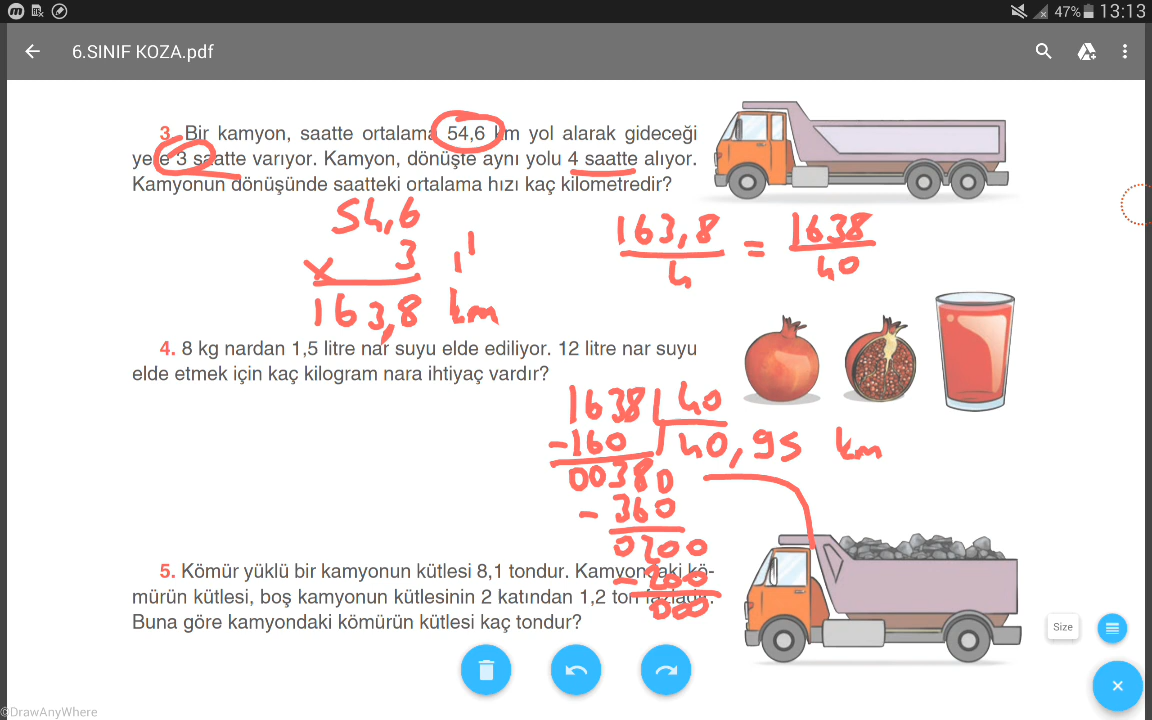 47% 13:13
6.SINIF KOZA.pdf
3. Bir kamyon, saatte ortalama 54,6 km yol alarak gideceği
yere 3 saatte varıyor. Kamyon, dönüşte aynı yolu 4 saatte alıyor.
Kamyonun dönüşünde saatteki ortalama hızı kaç kilometredir?
54,6
3
x
163,8 km
163,8 = 1638
4 40
4. 8 kg nardan 1,5 litre nar suyu elde ediliyor. 12 litre nar suyu
elde etmek için kaç kilogram nara ihtiyaç vardır?
1638 40
-160 40,95 km
00380
- 360
0200
- 200
000
5. Kömür yüklü bir kamyonun kütlesi 8,1 tondur. Kamyondaki kö-
mürün kütlesi, boş kamyonun kütlesinin 2 katından 1,2 ton fazladır.
Buna göre kamyondaki kömürün kütlesi kaç tondur?
Size
©DrawAnyWhere